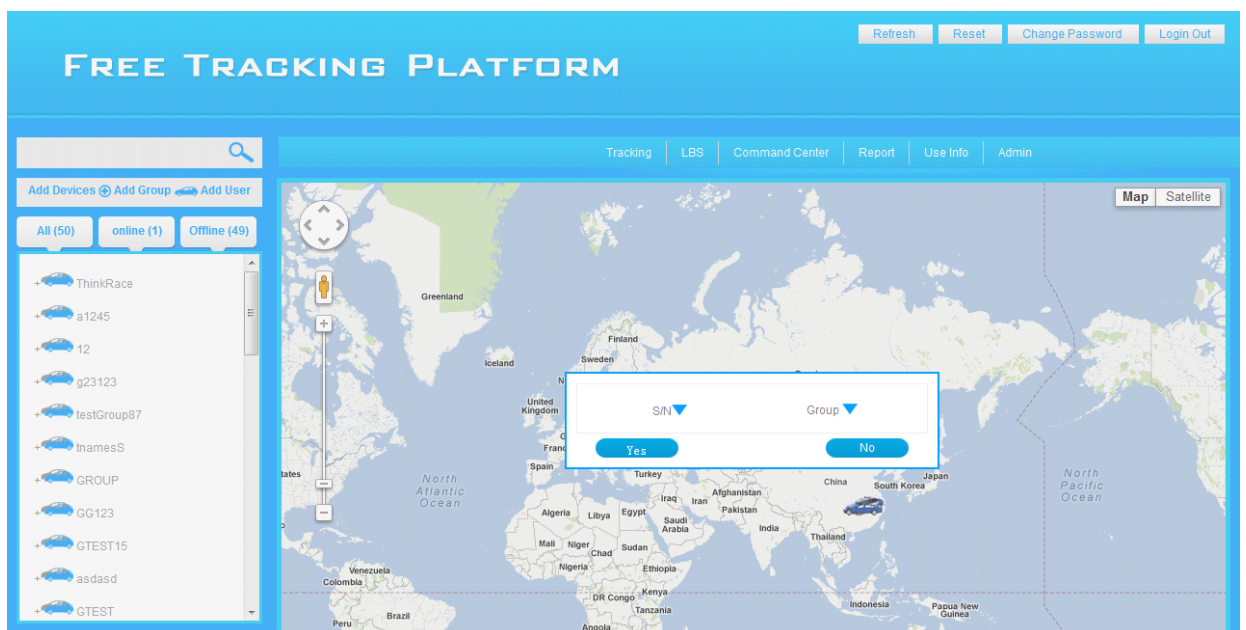 Refresh Reset Change Password Login Out
FREE TRACKING PLATFORM
Tracking LBS Command Center Report Use Info Admin
Add Devices Add Group Add User
All (50) online (1) Offline (49)
ThinkRace
a1245
12
g23123
testGroup87
tnamesS
GROUP
GG123
GTEST15
asdasd
GTEST
Map Satellite
Greenland
Finland
Iceland
Sweden
United
Kingdom
S/N Group
Yes No
Spain
Turkey
China
Japan
South Korea
North
Atlantic
Ocean
North
Pacific
Ocean
Iraq Iran
Afghanistan
Pakistan
Algeria Libya Egypt
Saudi
Arabia
India
Thailand
Mali Niger
Chad
Sudan
Nigeria
Ethiopia
Venezuela
Colombia
DR Congo
Kenya
Tanzania
Indonesia
Papua New
Guinea
Brazil
Peru
Angola